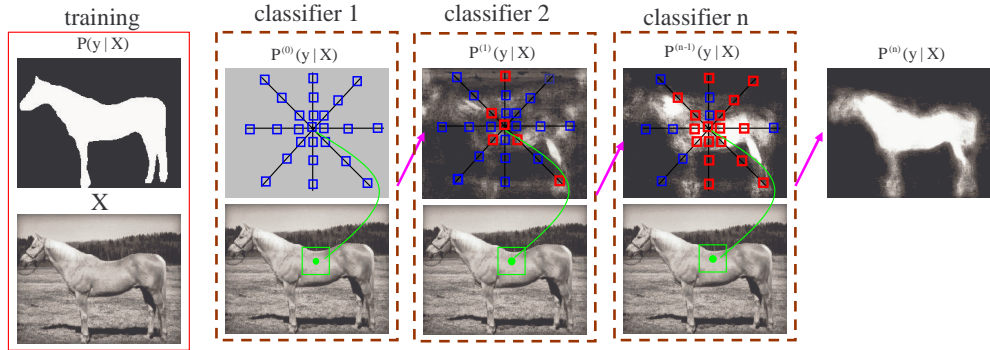 training
P(y | X)
X
classifier 1
P(0)(y | X)
classifier 2
P(1)(y | X)
classifier n
P(n-1)(y | X)
P(n)(y | X)